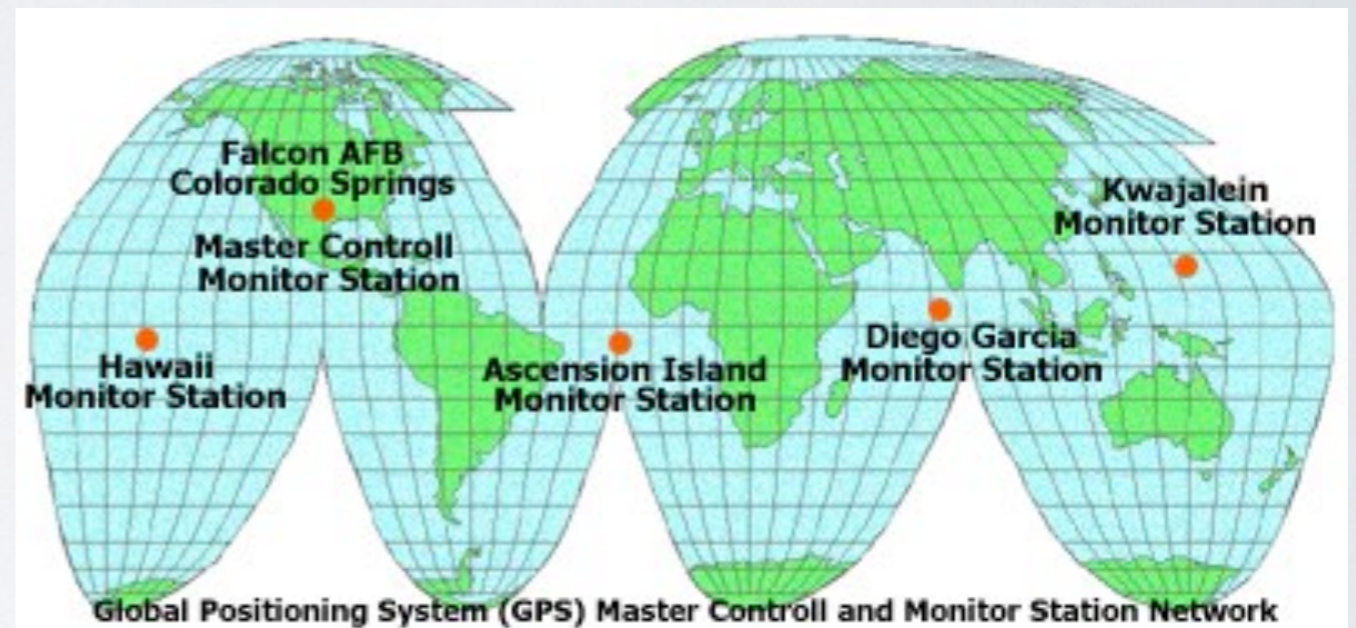 Falcon AFB
Colorado Springs
Master Controll
Monitor Station
Hawaii
Monitor Station
Ascension Island
Monitor Station
Diego Garcia
Monitor Station
Kwajalein
Monitor Station
Global Positioning System (GPS) Master Controll and Monitor Station Network